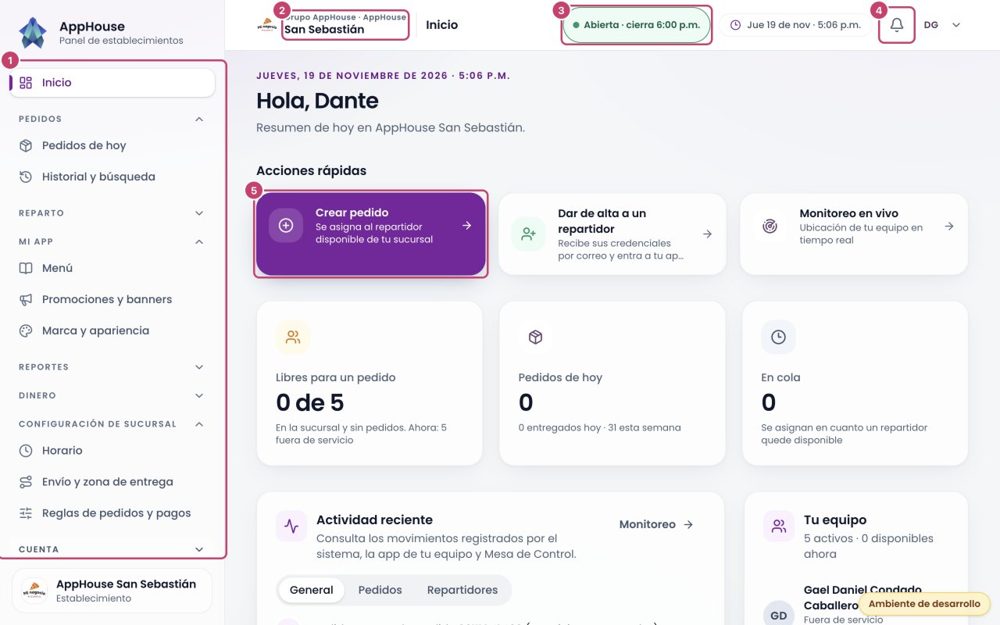 AppHouse
Panel de establecimientos
1
Inicio
PEDIDOS
Pedidos de hoy
Historial y búsqueda
REPARTO
MI APP
Menú
Promociones y banners
Marca y apariencia
REPORTES
DINERO
CONFIGURACIÓN DE SUCURSAL
Horario
Envío y zona de entrega
Reglas de pedidos y pagos
CUENTA
AppHouse San Sebastián
Establecimiento
2
Grupo AppHouse · AppHouse
San Sebastián
Inicio
3
Abierta · cierra 6:00 p.m.
Jue 19 de nov · 5:06 p.m.
4
DG
JUEVES, 19 DE NOVIEMBRE DE 2026 · 5:06 P.M.
Hola, Dante
Resumen de hoy en AppHouse San Sebastián.
Acciones rápidas
5
Crear pedido
Se asigna al repartidor
disponible de tu sucursal
Dar de alta a un
repartidor
Recibe sus credenciales
por correo y entra a tu ap…
Monitoreo en vivo
Ubicación de tu equipo en
tiempo real
Libres para un pedido
0 de 5
En la sucursal y sin pedidos. Ahora: 5
fuera de servicio
Pedidos de hoy
0
0 entregados hoy · 31 esta semana
En cola
0
Se asignan en cuanto un repartidor
quede disponible
Actividad reciente
Consulta los movimientos registrados por el
sistema, la app de tu equipo y Mesa de Control.
Monitoreo
General
Pedidos
Repartidores
Tu equipo
5 activos · 0 disponibles
ahora
GD
Gael Daniel Condado
Caballero
Fuera de servicio
Ambiente de desarrollo